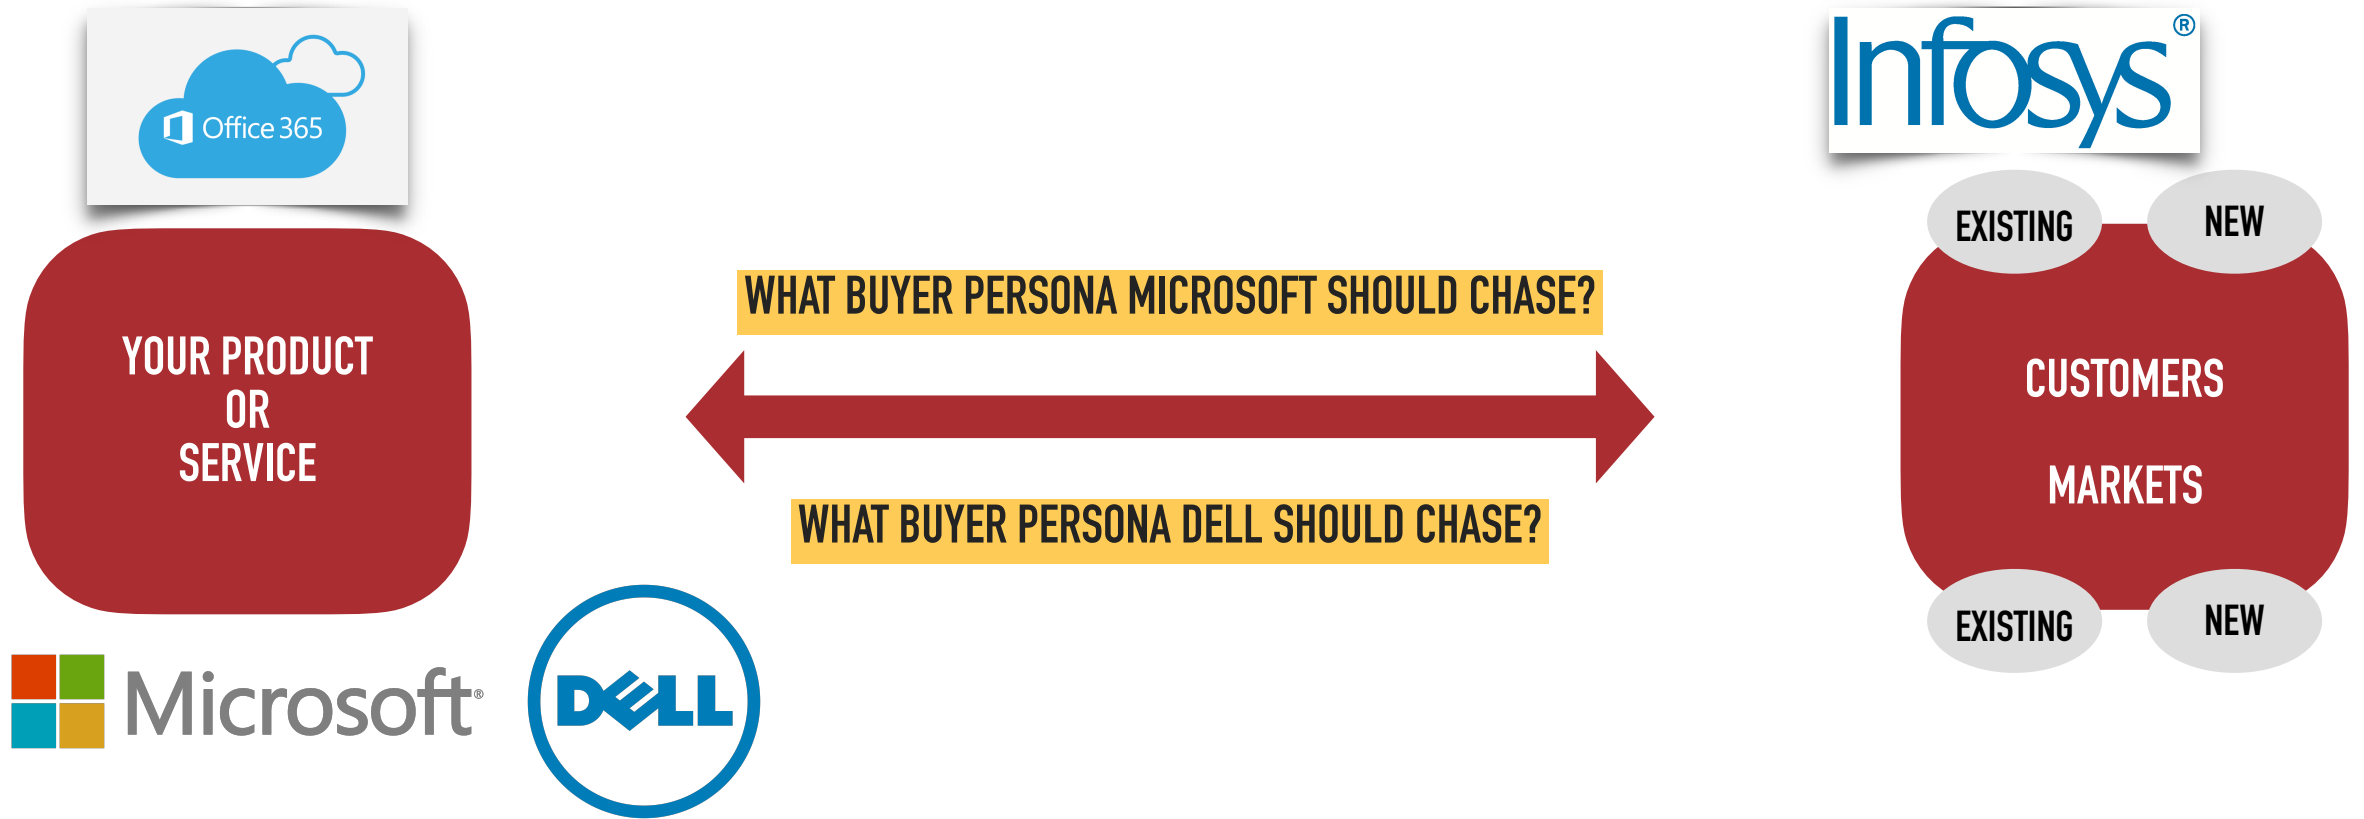 Office 365
Infosys®
EXISTING
NEW
WHAT BUYER PERSONA MICROSOFT SHOULD CHASE?
YOUR PRODUCT
OR
SERVICE
CUSTOMERS
MARKETS
WHAT BUYER PERSONA DELL SHOULD CHASE?
EXISTING
NEW
Microsoft®
DELL